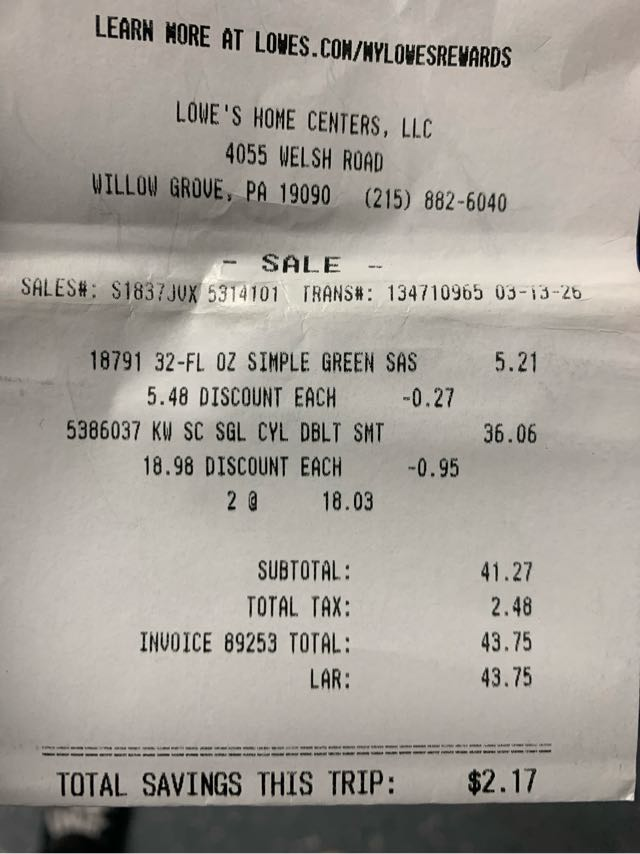 LEARN MORE AT LOWES.COM/MYLOWESREWARDS
LOWE'S HOME CENTERS, LLC
4055 WELSH ROAD
WILLOW GROVE, PA 19090 (215) 882-6040
- SALE -
SALES#: S1837JVX 5314101 TRANS#: 134710965 03-13-26
18791 32-FL OZ SIMPLE GREEN SAS 5.21
5.48 DISCOUNT EACH -0.27
5386037 KW SC SGL CYL DBLT SMT 36.06
18.98 DISCOUNT EACH -0.95
2 @ 18.03
SUBTOTAL: 41.27
TOTAL TAX: 2.48
INVOICE 89253 TOTAL: 43.75
LAR: 43.75
TOTAL SAVINGS THIS TRIP: $2.17